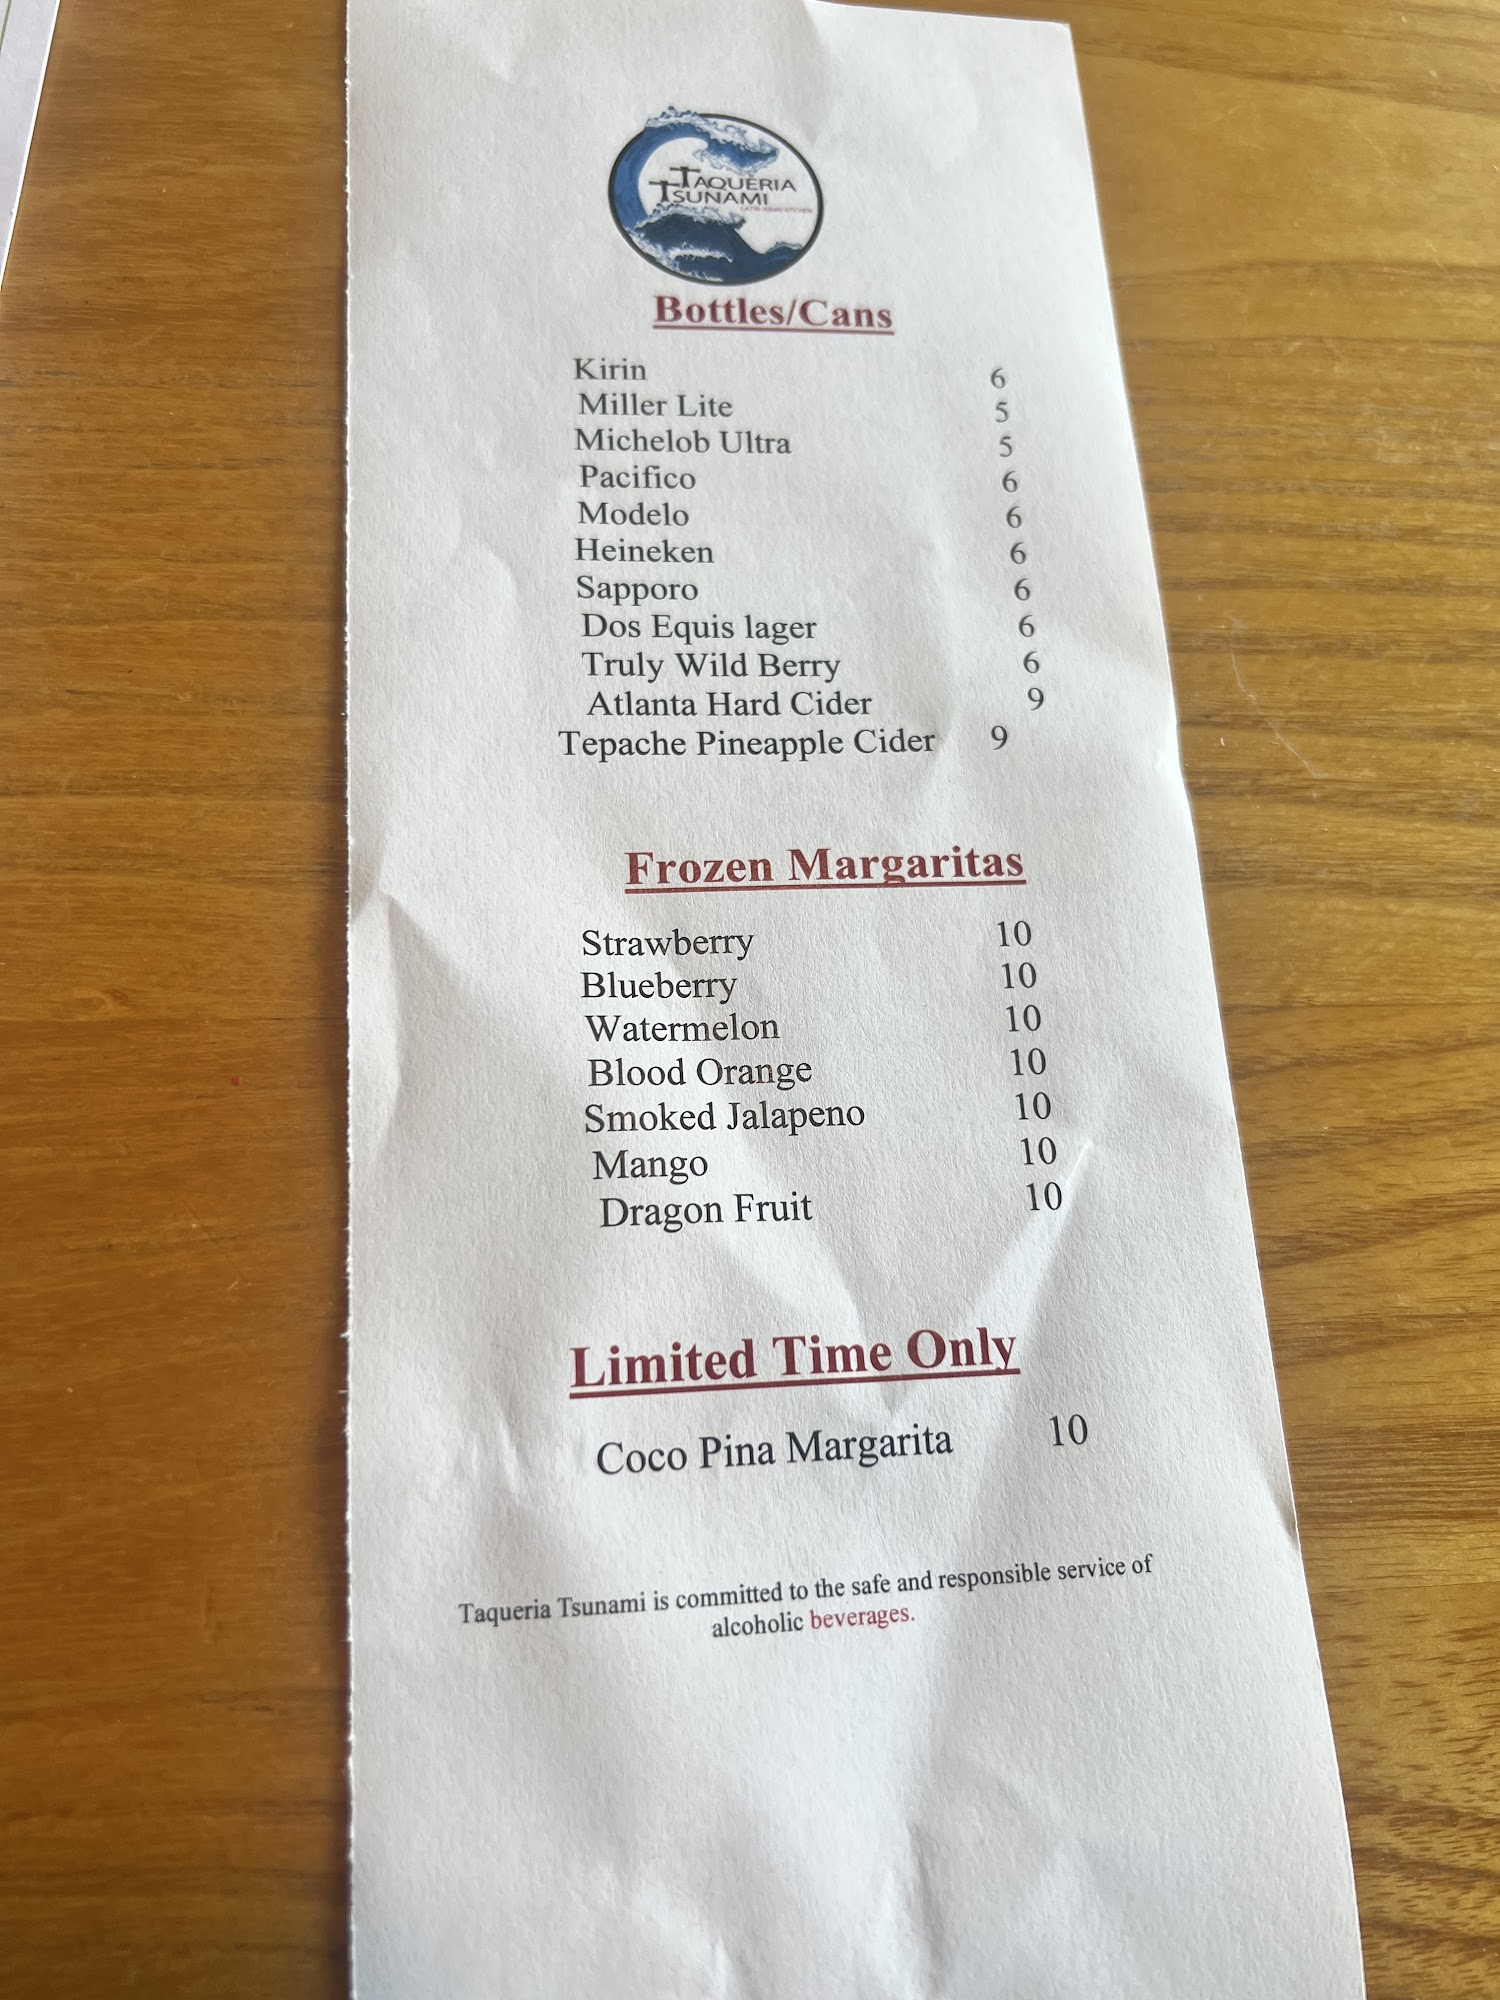 TAQUERIA
TSUNAMI
Bottles/Cans
Kirin 6
Miller Lite 5
Michelob Ultra 5
Pacifico 6
Modelo 6
Heineken 6
Sapporo 6
Dos Equis lager 6
Truly Wild Berry 6
Atlanta Hard Cider 9
Tepache Pineapple Cider 9
Frozen Margaritas
Strawberry 10
Blueberry 10
Watermelon 10
Blood Orange 10
Smoked Jalapeno 10
Mango 10
Dragon Fruit 10
Limited Time Only
Coco Pina Margarita 10
Taqueria Tsunami is committed to the safe and responsible service of
alcoholic beverages.